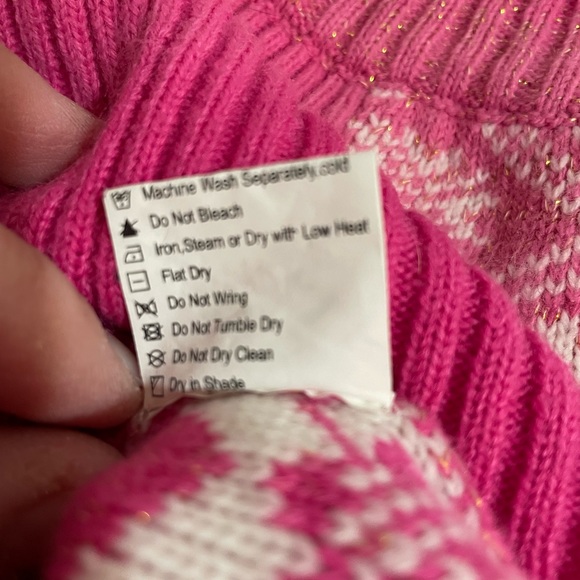 Machine Wash Separately,cold
Do Not Bleach
Iron,Steam or Dry with Low Heat
Flat Dry
Do Not Wring
Do Not Tumble Dry
Do Not Dry Clean
Dry in Shade